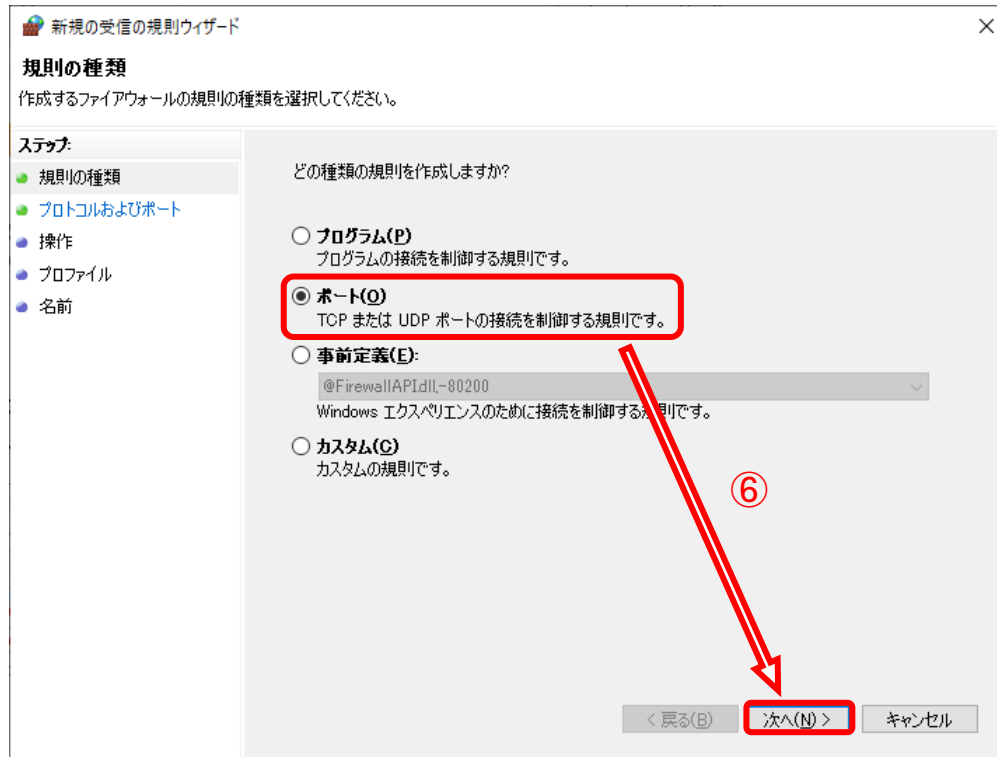 新規の受信の規則ウィザード
規則の種類
作成するファイアウォールの規則の種類を選択してください。
ステップ:
規則の種類
プロトコルおよびポート
操作
プロファイル
名前
どの種類の規則を作成しますか?
プログラム(P)
プログラムの接続を制御する規則です。
ポート(O)
TCP または UDP ポートの接続を制御する規則です。
事前定義(E):
@FirewallAPI.dll,-80200
Windows エクスペリエンスのために接続を制御する規則です。
カスタム(C)
カスタムの規則です。
⑥
< 戻る(B)
次へ(N) >
キャンセル